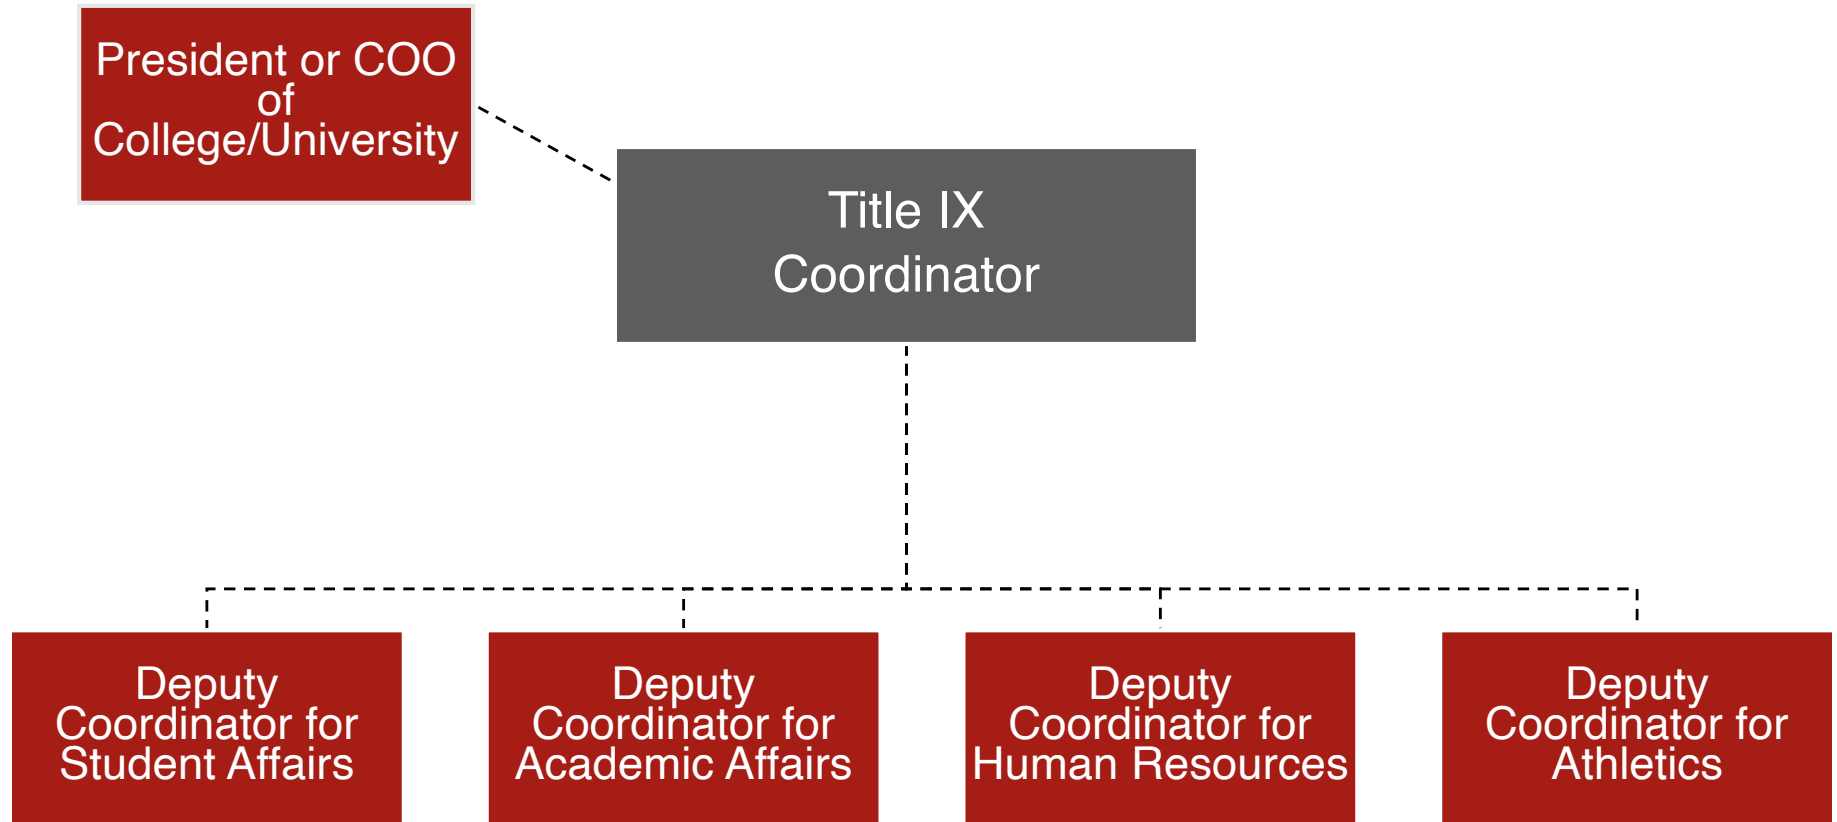 President or COO
of
College/University
Title IX
Coordinator
Deputy
Coordinator for
Student Affairs
Deputy
Coordinator for
Academic Affairs
Deputy
Coordinator for
Human Resources
Deputy
Coordinator for
Athletics